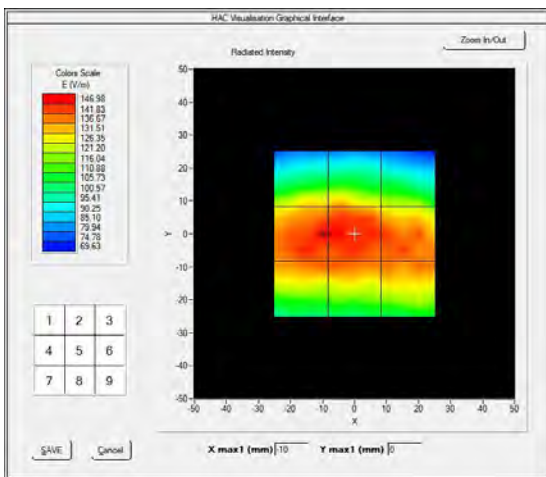 HAC Visualisation Graphical Interface
Zoom In/Out
Radiated Intensity
Colors Scale
E (V/m)
146.98
141.83
136.67
131.51
126.35
121.20
116.04
110.88
105.73
100.57
95.41
90.25
85.10
79.94
74.78
69.63
50
40
30
20
10
Y
0
-10
-20
-30
-40
-50
-50 -40 -30 -20 -10 0 10 20 30 40 50
X
1 2 3
4 5 6
7 8 9
SAVE Cancel
X max1 (mm) -10 Y max1 (mm) 0